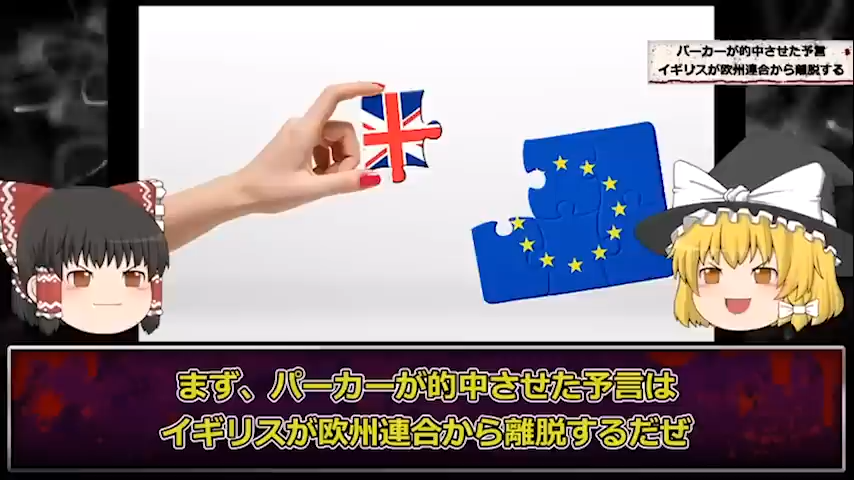 パーカーが的中させた予言
イギリスが欧州連合から離脱する
まず、パーカーが的中させた予言は
イギリスが欧州連合から離脱するだぜ